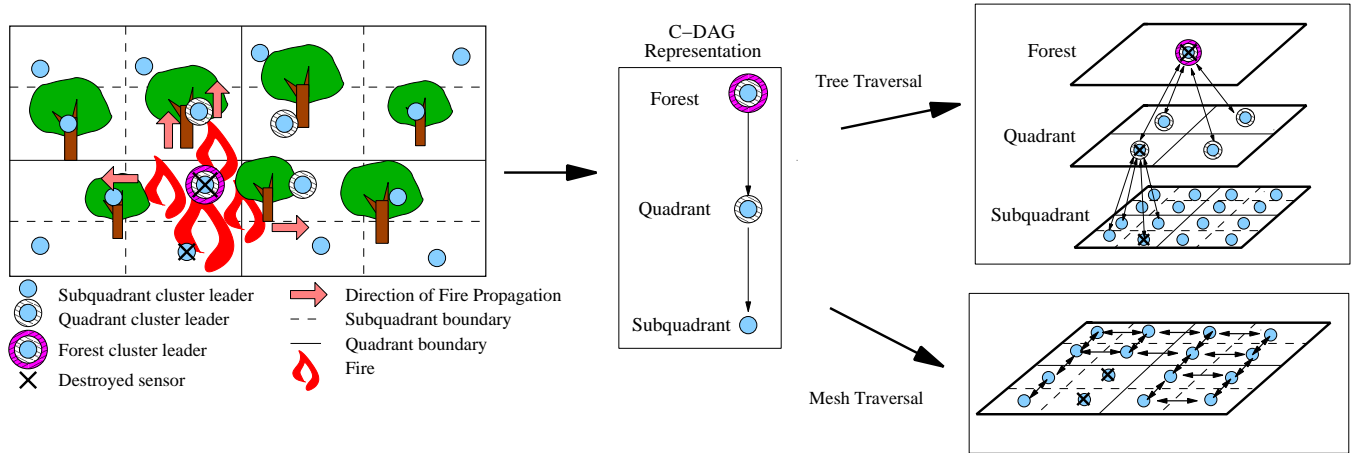 C−DAG
Representation
Forest
Quadrant
Subquadrant
Tree Traversal
Mesh Traversal
Forest
Quadrant
Subquadrant
Subquadrant cluster leader
Quadrant cluster leader
Forest cluster leader
Destroyed sensor
Direction of Fire Propagation
Subquadrant boundary
Quadrant boundary
Fire